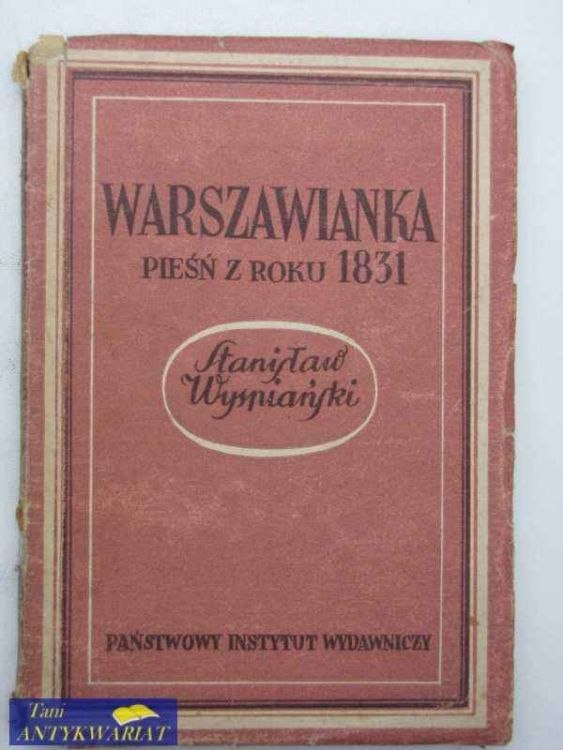 WARSZAWIANKA
PIEŚŃ Z ROKU 1831
Stanisław
Wyspiański
PAŃSTWOWY INSTYTUT WYDAWNICZY
Tani
ANTYKWARIAT